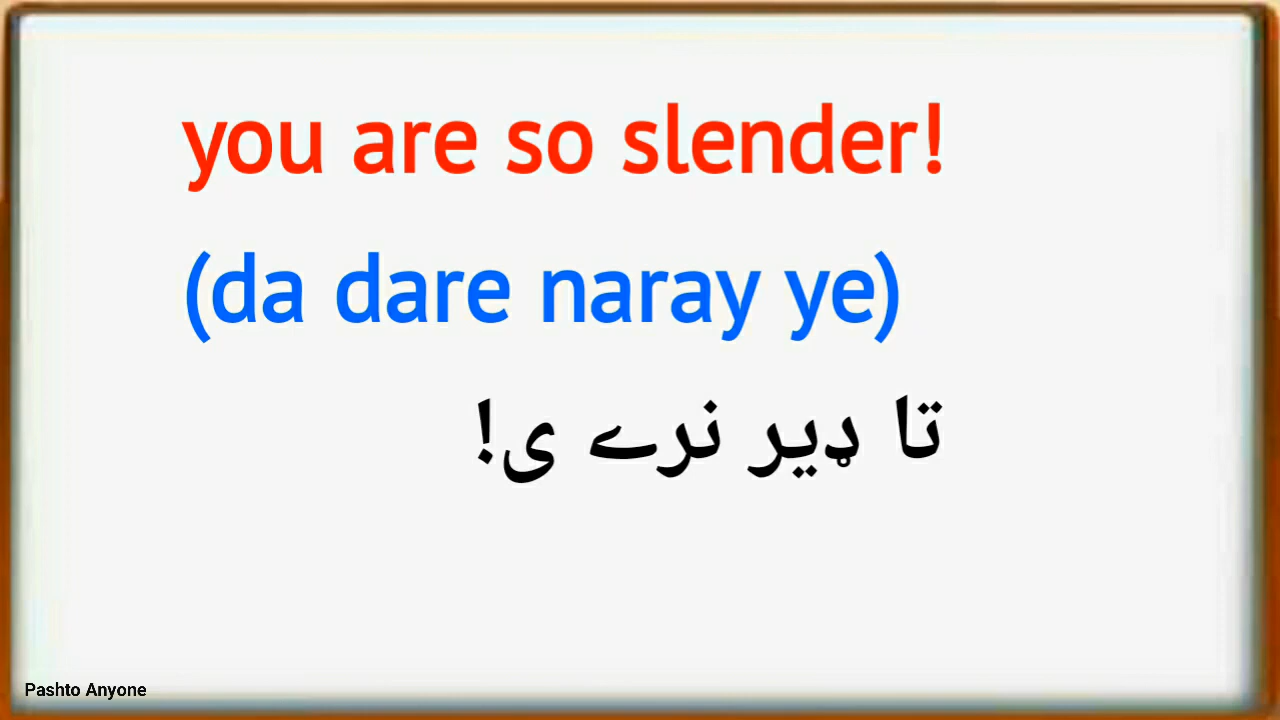 you are so slender!
(da dare naray ye)
تا ډیر نرے ی!
Pashto Anyone